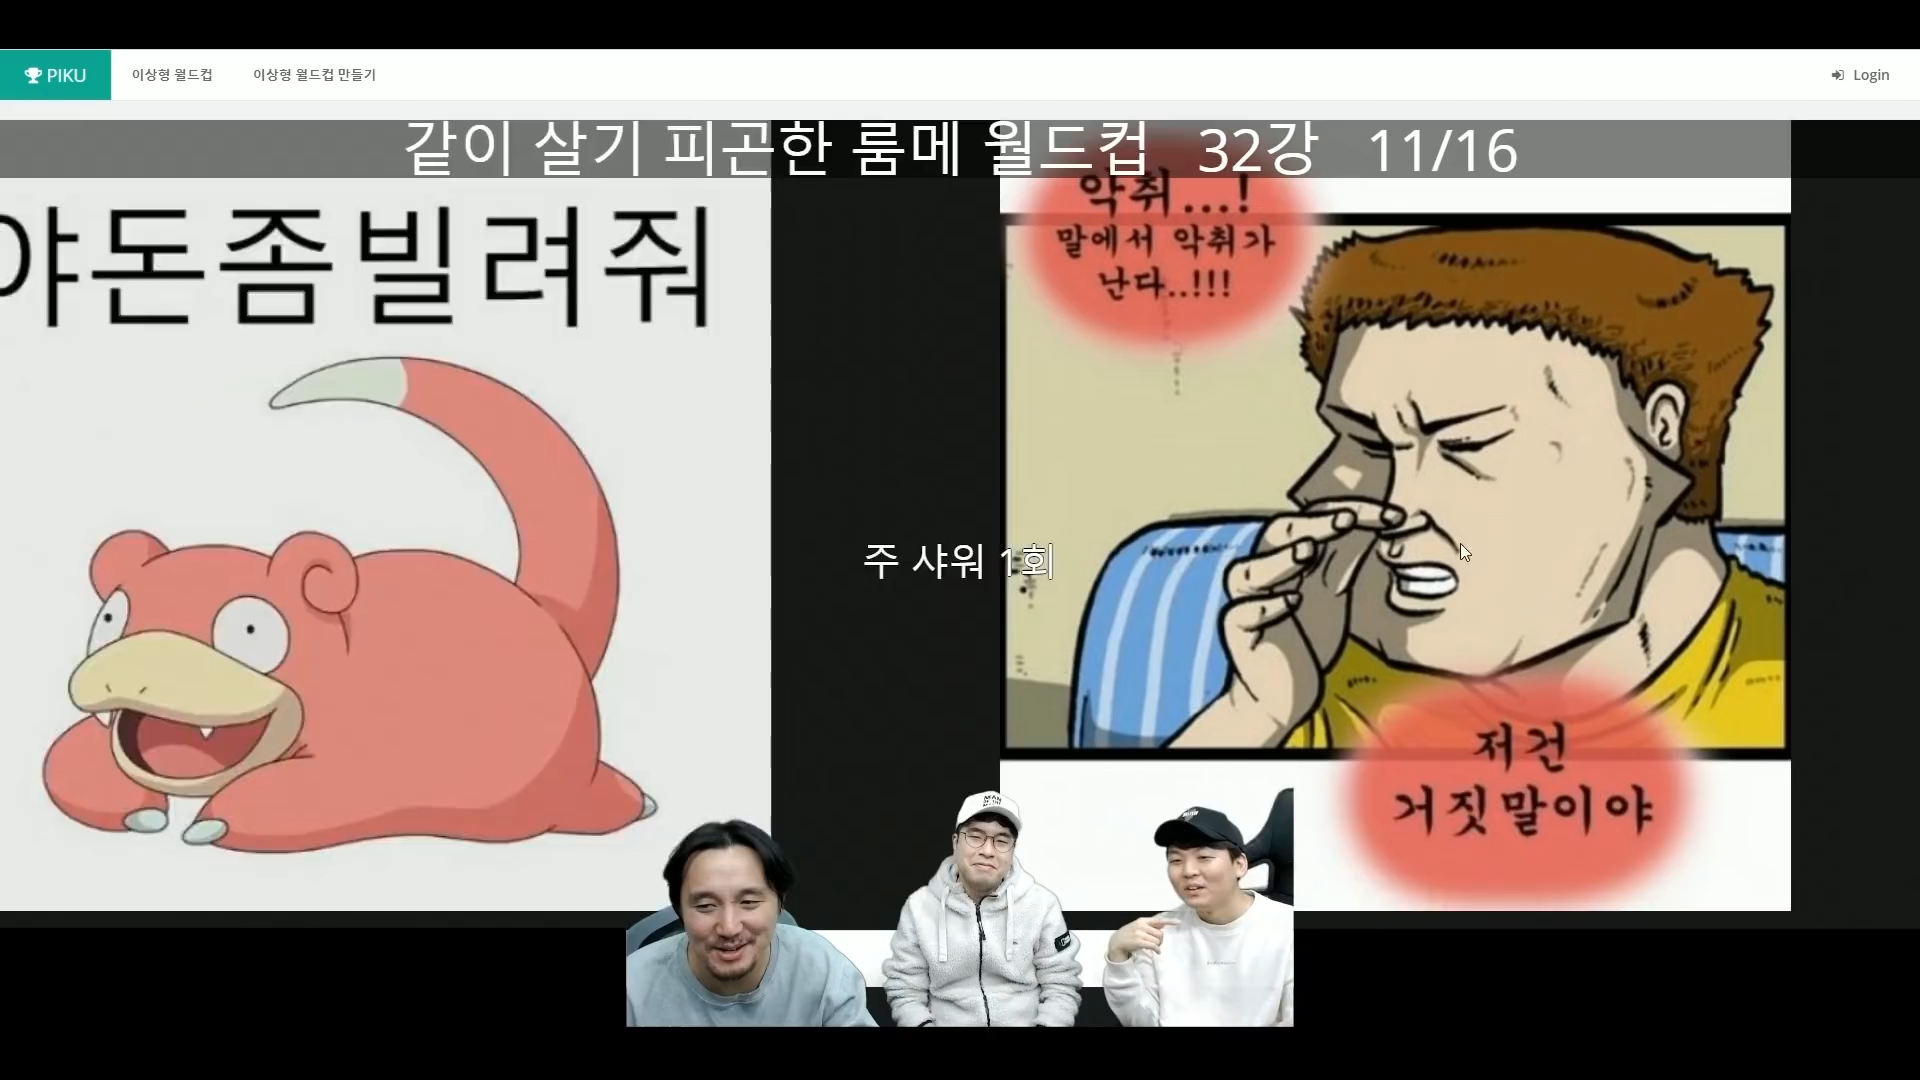 PIKU 이상형 월드컵 이상형 월드컵 만들기 Login
같이 살기 피곤한 룸메 월드컵 32강 11/16
야돈좀빌려줘
악취...!
말에서 악취가
난다..!!!
주 샤워 1회
저건
거짓말이야